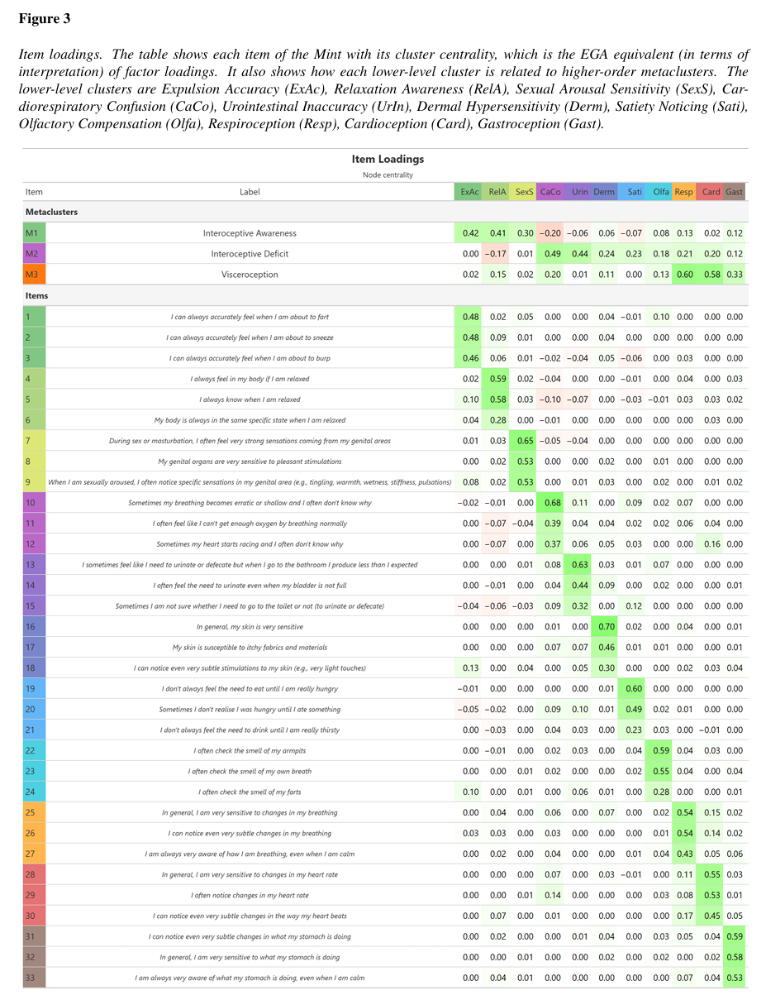 Figure 3
Item loadings. The table shows each item of the Mint with its cluster centrality, which is the EGA equivalent (in terms of
interpretation) of factor loadings. It also shows how each lower-level cluster is related to higher-order metaclusters. The
lower-level clusters are Expulsion Accuracy (ExAc), Relaxation Awareness (RelA), Sexual Arousal Sensitivity (SexS), Car-
diorespiratory Confusion (CaCo), Urointestinal Inaccuracy (UrIn), Dermal Hypersensitivity (Derm), Satiety Noticing (Sati),
Olfactory Compensation (Olfa), Respiroception (Resp), Cardioception (Card), Gastroception (Gast).
Item Loadings
Node centrality
Item Label ExAc RelA SexS CaCo Urin Derm Sati Olfa Resp Card Gast
Metaclusters
M1 Interoceptive Awareness 0.42 0.41 0.30 −0.20 −0.06 0.06 −0.07 0.08 0.13 0.02 0.12
M2 Interoceptive Deficit 0.00 −0.17 0.01 0.49 0.44 0.24 0.23 0.18 0.21 0.20 0.12
M3 Visceroception 0.02 0.15 0.02 0.20 0.01 0.11 0.00 0.13 0.60 0.58 0.33
Items
1 I can always accurately feel when I am about to fart 0.48 0.02 0.05 0.00 0.00 0.04 −0.01 0.10 0.00 0.00 0.00
2 I can always accurately feel when I am about to sneeze 0.48 0.09 0.01 0.00 0.00 0.04 0.00 0.00 0.00 0.00 0.00
3 I can always accurately feel when I am about to burp 0.46 0.06 0.01 −0.02 −0.04 0.05 −0.06 0.00 0.03 0.00 0.00
4 I always feel in my body if I am relaxed 0.02 0.59 0.02 −0.04 0.00 0.00 −0.01 0.00 0.04 0.00 0.03
5 I always know when I am relaxed 0.10 0.58 0.03 −0.10 −0.07 0.00 −0.03 −0.01 0.03 0.03 0.02
6 My body is always in the same specific state when I am relaxed 0.04 0.28 0.00 −0.01 0.00 0.00 0.00 0.00 0.00 0.03 0.00
7 During sex or masturbation, I often feel very strong sensations coming from my genital areas 0.01 0.03 0.65 −0.05 −0.04 0.00 0.00 0.00 0.00 0.00 0.00
8 My genital organs are very sensitive to pleasant stimulations 0.00 0.02 0.53 0.00 0.00 0.02 0.00 0.01 0.00 0.00 0.00
9 When I am sexually aroused, I often notice specific sensations in my genital area (e.g., tingling, warmth, wetness, stiffness, pulsations) 0.08 0.02 0.53 0.00 0.01 0.03 0.00 0.02 0.00 0.01 0.02
10 Sometimes my breathing becomes erratic or shallow and I often don't know why −0.02 −0.01 0.00 0.68 0.11 0.00 0.09 0.02 0.07 0.00 0.00
11 I often feel like I can't get enough oxygen by breathing normally 0.00 −0.07 −0.04 0.39 0.04 0.04 0.02 0.02 0.06 0.04 0.00
12 Sometimes my heart starts racing and I often don't know why 0.00 −0.07 0.00 0.37 0.06 0.05 0.03 0.00 0.00 0.16 0.00
13 I sometimes feel like I need to urinate or defecate but when I go to the bathroom I produce less than I expected 0.00 0.00 0.01 0.08 0.63 0.03 0.01 0.07 0.00 0.00 0.00
14 I often feel the need to urinate even when my bladder is not full 0.00 −0.01 0.00 0.04 0.44 0.09 0.00 0.02 0.00 0.00 0.01
15 Sometimes I am not sure whether I need to go to the toilet or not (to urinate or defecate) −0.04 −0.06 −0.03 0.09 0.32 0.00 0.12 0.00 0.00 0.00 0.00
16 In general, my skin is very sensitive 0.00 0.00 0.00 0.01 0.00 0.70 0.02 0.00 0.04 0.00 0.01
17 My skin is susceptible to itchy fabrics and materials 0.00 0.00 0.00 0.07 0.07 0.46 0.01 0.01 0.00 0.00 0.01
18 I can notice even very subtle stimulations to my skin (e.g., very light touches) 0.13 0.00 0.04 0.00 0.05 0.30 0.00 0.00 0.02 0.03 0.04
19 I don't always feel the need to eat until I am really hungry −0.01 0.00 0.00 0.00 0.00 0.01 0.60 0.00 0.00 0.00 0.00
20 Sometimes I don't realise I was hungry until I ate something −0.05 −0.02 0.00 0.09 0.10 0.01 0.49 0.02 0.01 0.00 0.00
21 I don't always feel the need to drink until I am really thirsty 0.00 −0.03 0.00 0.04 0.03 0.00 0.23 0.03 0.00 −0.01 0.00
22 I often check the smell of my armpits 0.00 −0.01 0.00 0.02 0.03 0.00 0.04 0.59 0.04 0.03 0.00
23 I often check the smell of my own breath 0.00 0.00 0.01 0.02 0.00 0.00 0.02 0.55 0.04 0.00 0.04
24 I often check the smell of my farts 0.10 0.00 0.01 0.00 0.06 0.01 0.00 0.28 0.00 0.00 0.01
25 In general, I am very sensitive to changes in my breathing 0.00 0.04 0.00 0.06 0.00 0.07 0.00 0.02 0.54 0.15 0.02
26 I can notice even very subtle changes in my breathing 0.03 0.03 0.00 0.03 0.00 0.00 0.00 0.01 0.54 0.14 0.02
27 I am always very aware of how I am breathing, even when I am calm 0.00 0.02 0.00 0.04 0.00 0.00 0.01 0.04 0.43 0.05 0.06
28 In general, I am very sensitive to changes in my heart rate 0.00 0.00 0.00 0.07 0.00 0.03 −0.01 0.00 0.11 0.55 0.03
29 I often notice changes in my heart rate 0.00 0.00 0.01 0.14 0.00 0.00 0.00 0.03 0.08 0.53 0.01
30 I can notice even very subtle changes in the way my heart beats 0.00 0.07 0.00 0.01 0.00 0.00 0.00 0.00 0.17 0.45 0.05
31 I can notice even very subtle changes in what my stomach is doing 0.00 0.02 0.00 0.00 0.01 0.04 0.00 0.03 0.05 0.04 0.59
32 In general, I am very sensitive to what my stomach is doing 0.00 0.00 0.01 0.00 0.00 0.02 0.00 0.02 0.00 0.02 0.58
33 I am always very aware of what my stomach is doing, even when I am calm 0.00 0.04 0.01 0.00 0.00 0.00 0.00 0.00 0.07 0.04 0.53